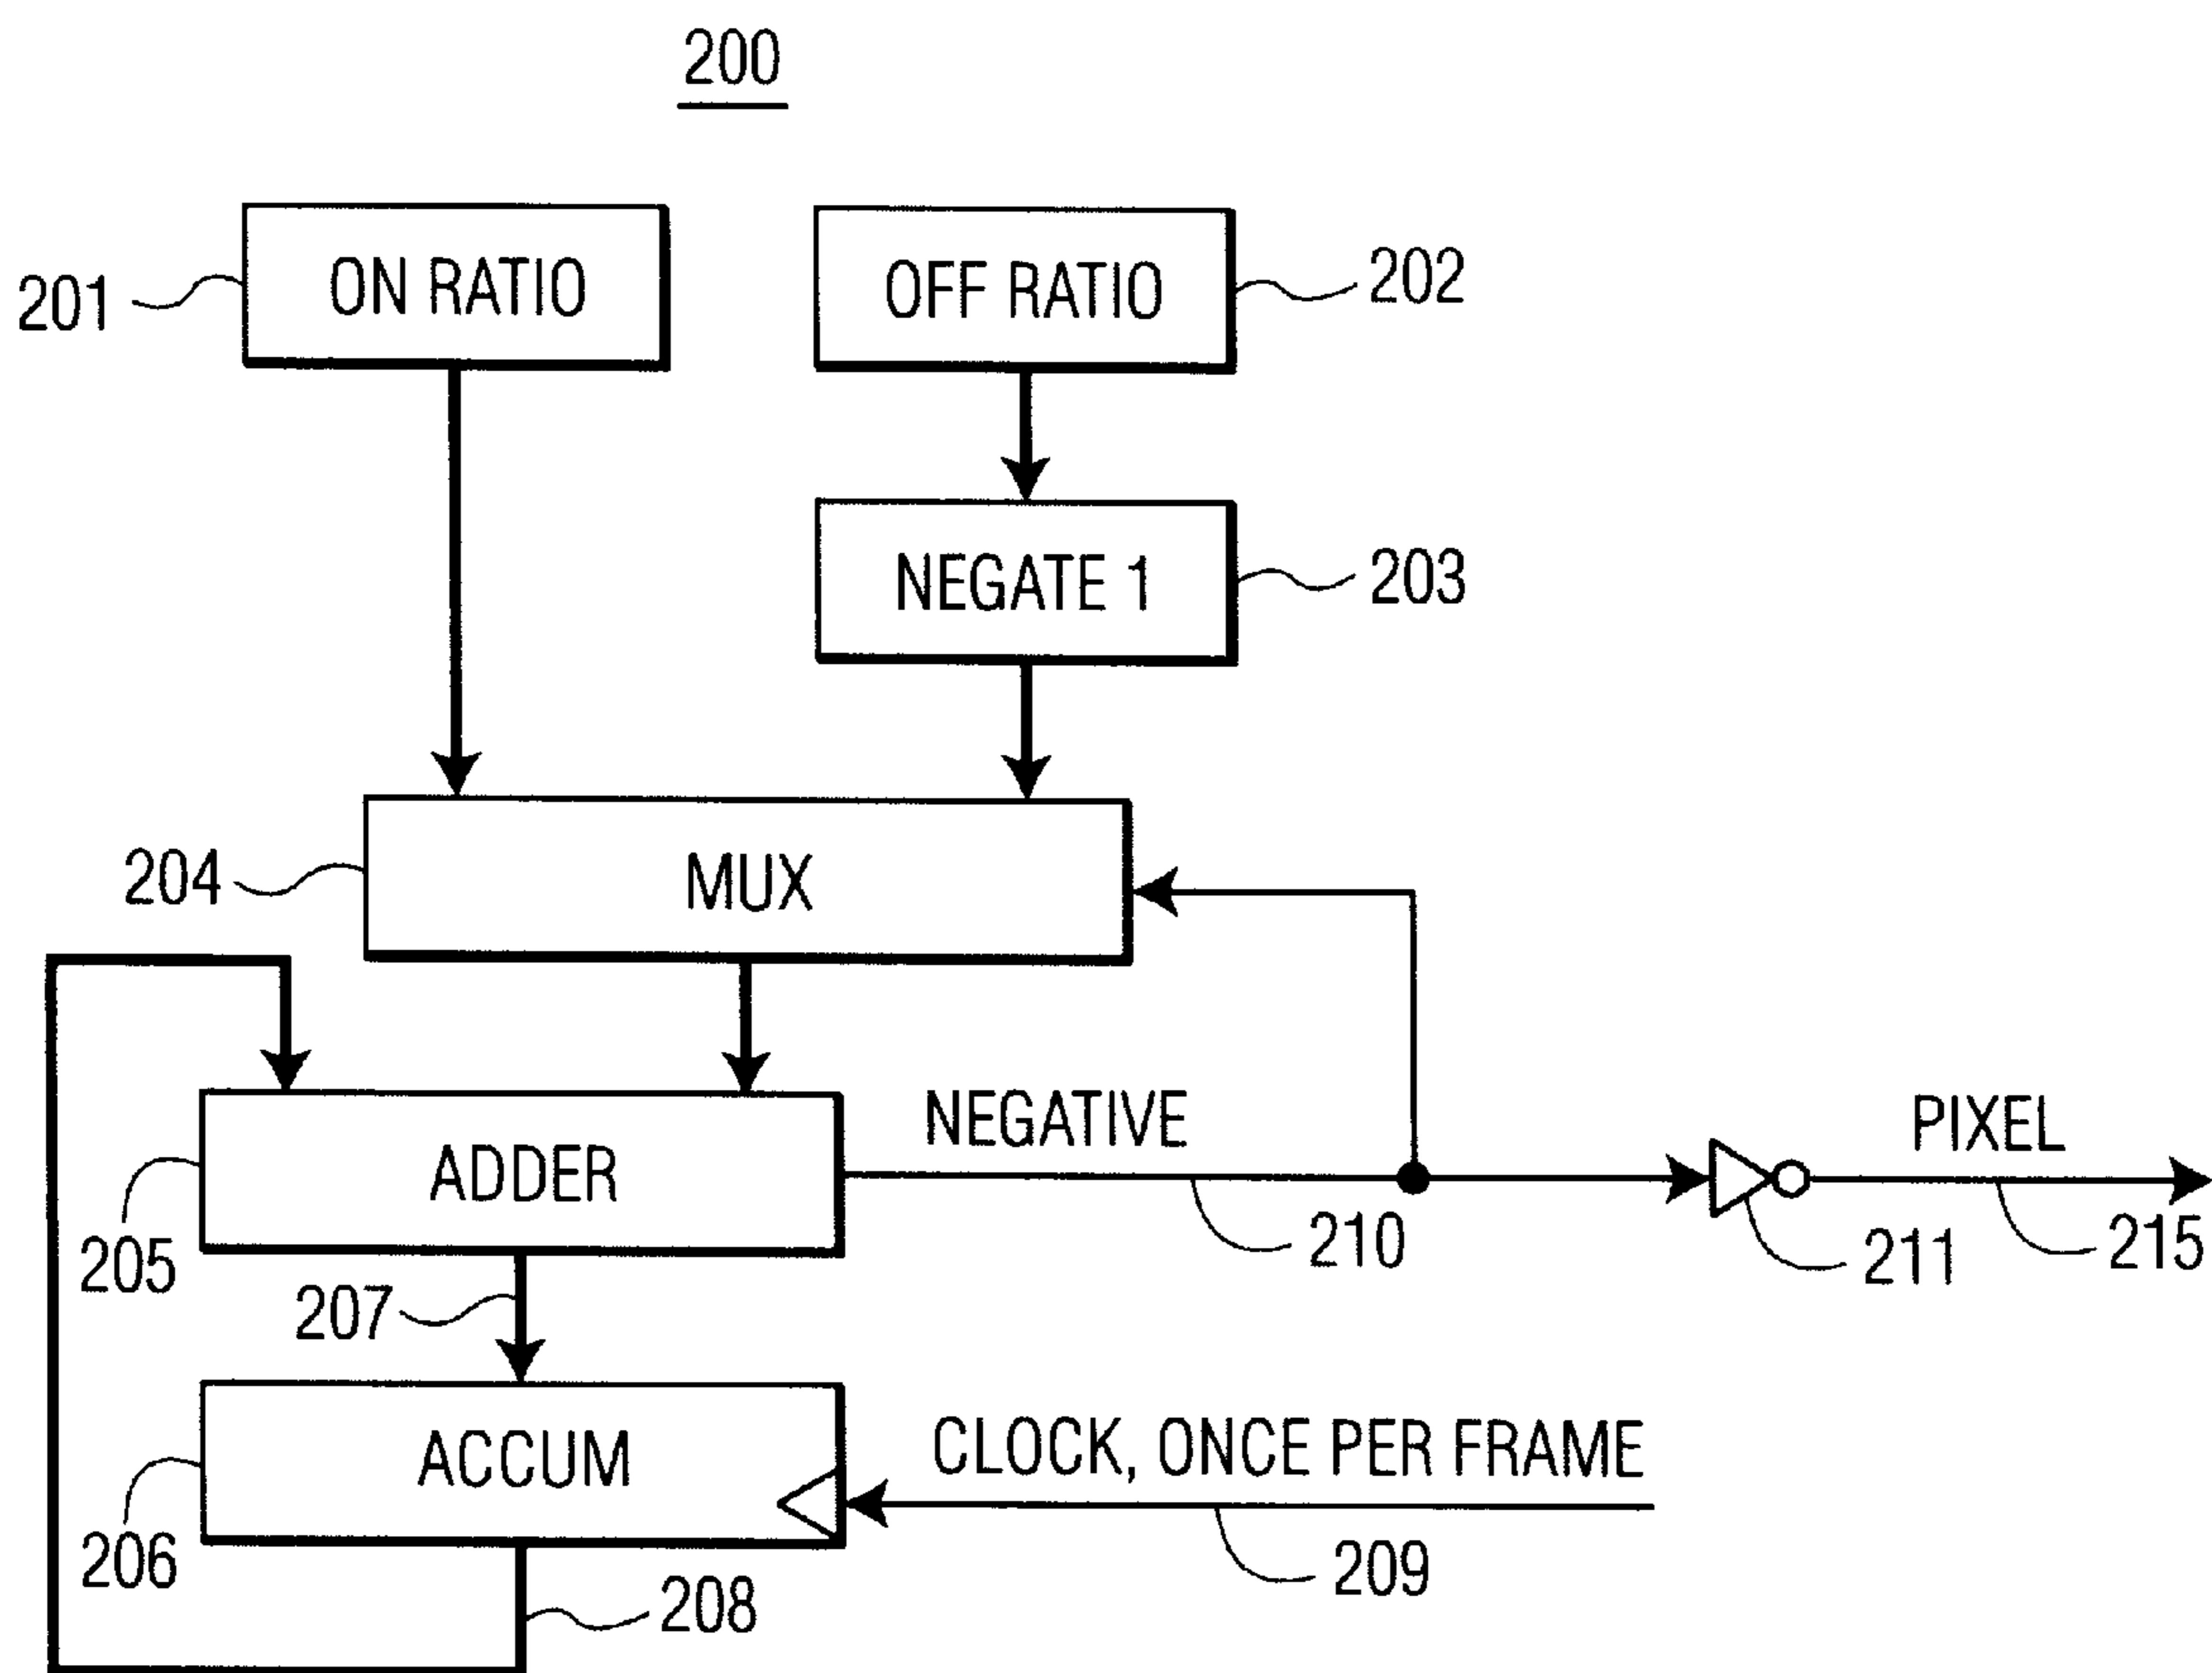 200
ON RATIO
OFF RATIO
201
202
NEGATE 1
203
MUX
204
ADDER
NEGATIVE
PIXEL
205
210
211
215
207
ACCUM
CLOCK, ONCE PER FRAME
206
209
208